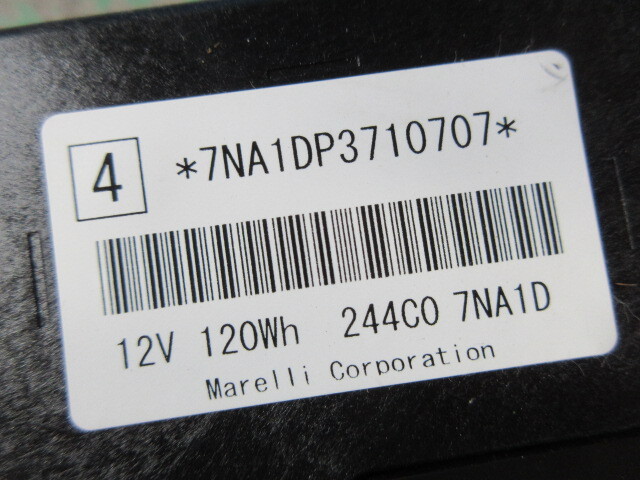 4 *7NA1DP3710707*
12V 120Wh 244C0 7NA1D
Marelli Corporation